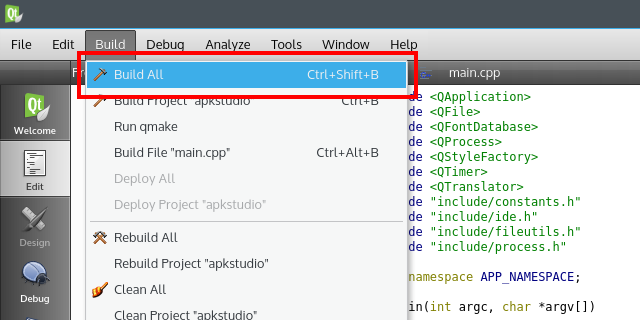 File Edit Build Debug Analyze Tools Window Help
main.cpp
Build All Ctrl+Shift+B
Build Project "apkstudio" Ctrl+B
Run qmake
Build File "main.cpp" Ctrl+Alt+B
Deploy All
Deploy Project "apkstudio"
Rebuild All
Rebuild Project "apkstudio"
Clean All
Clean Project "apkstudio"
Qt
Welcome
Edit
Design
Debug
de <QApplication>
de <QFile>
de <QFontDatabase>
de <QProcess>
de <QStyleFactory>
de <QTimer>
de <QTranslator>
de "include/constants.h"
de "include/ide.h"
de "include/fileutils.h"
de "include/process.h"
namespace APP_NAMESPACE;
in(int argc, char *argv[])